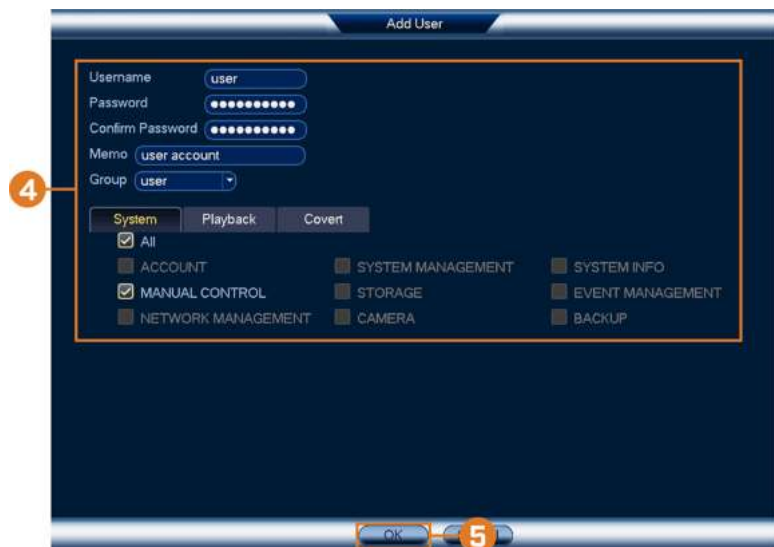 Add User
Username user
Password ●●●●●●●●●●
Confirm Password ●●●●●●●●●●
Memo user account
Group user
4
System Playback Covert
All
ACCOUNT SYSTEM MANAGEMENT SYSTEM INFO
MANUAL CONTROL STORAGE EVENT MANAGEMENT
NETWORK MANAGEMENT CAMERA BACKUP
OK 5